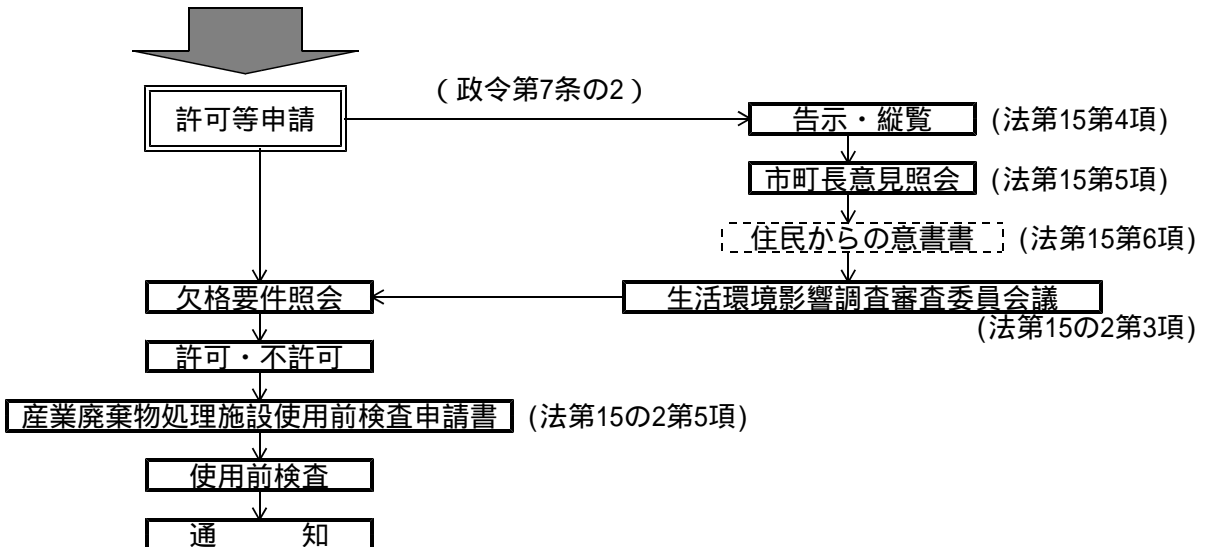 (政令第7条の2)
許可等申請
告示・縦覧 (法第15第4項)
市町長意見照会 (法第15第5項)
住民からの意書書 (法第15第6項)
欠格要件照会
生活環境影響調査審査委員会議
(法第15の2第3項)
許可・不許可
産業廃棄物処理施設使用前検査申請書 (法第15の2第5項)
使用前検査
通 知